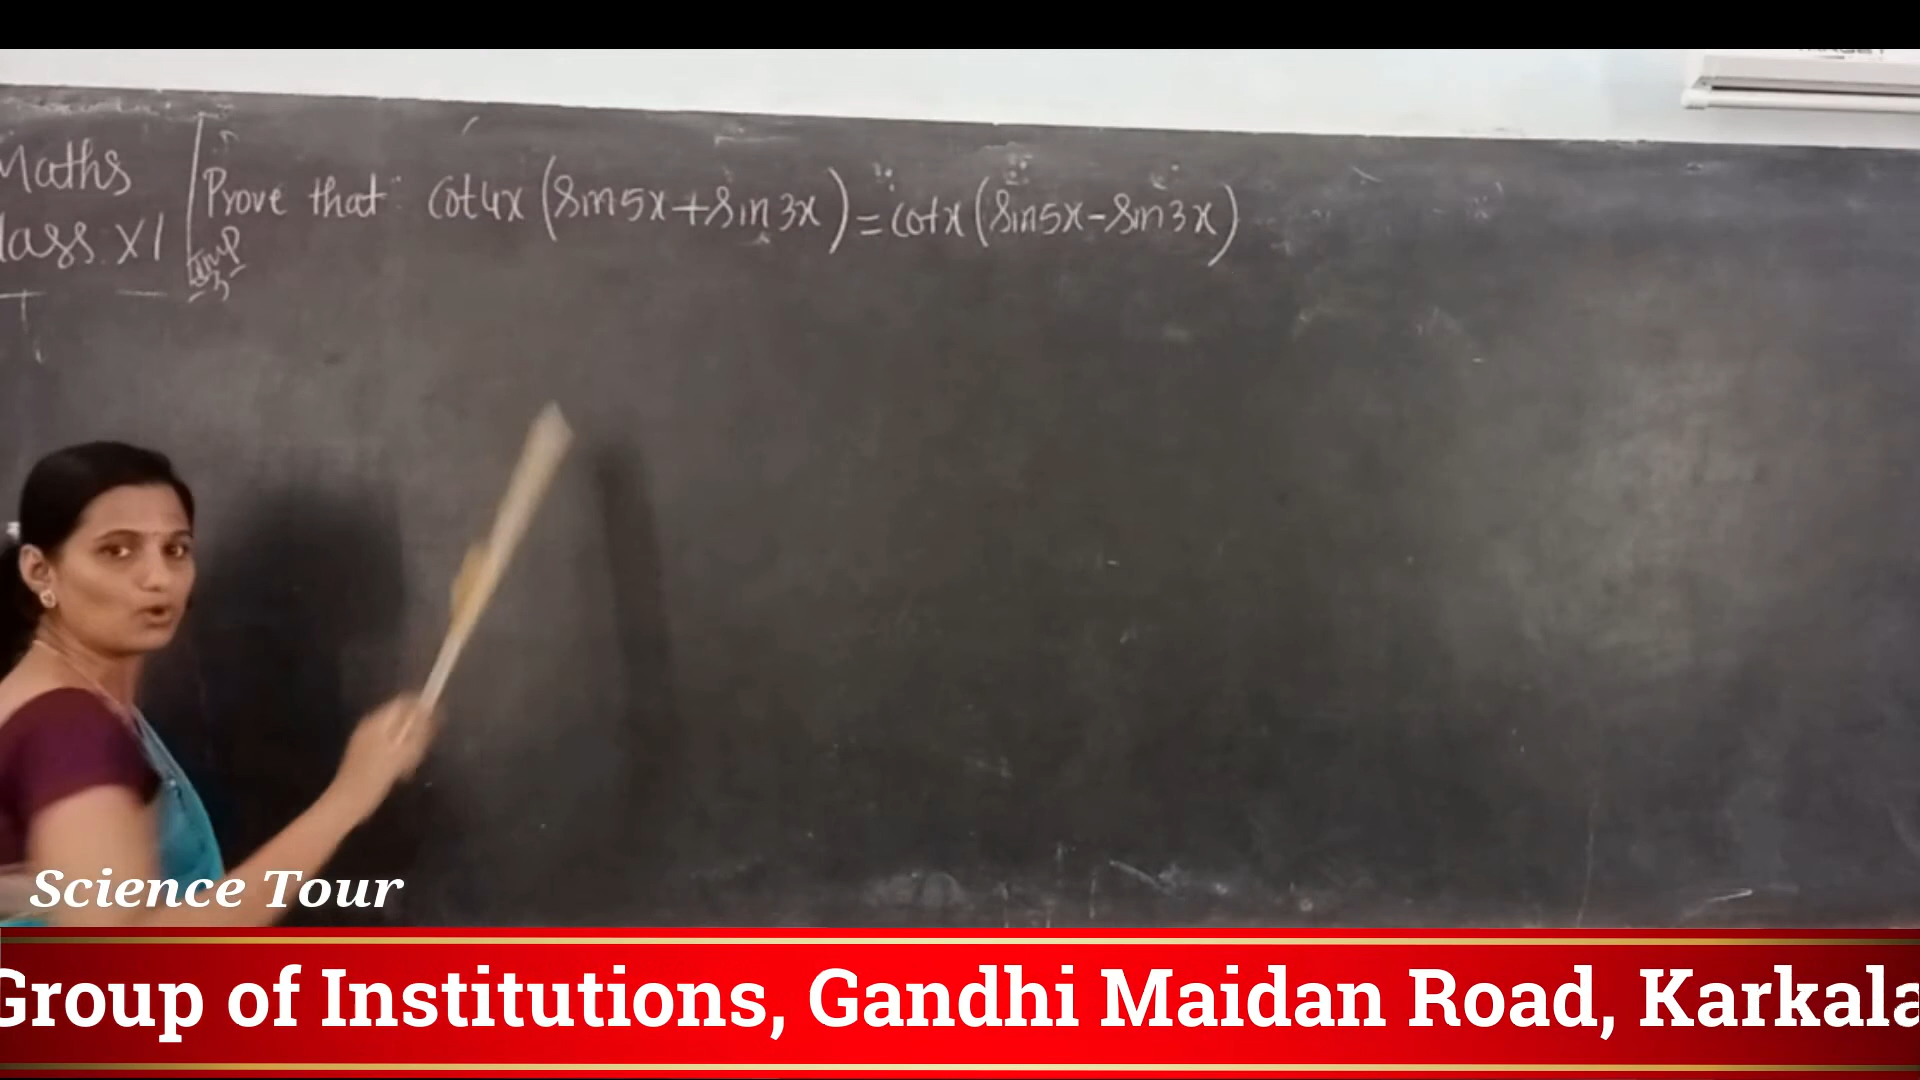 Maths
Class XI
Imp
Prove that cot4x (Sin5x+Sin3x) = cotx (Sin5x-Sin3x)
Science Tour
Group of Institutions, Gandhi Maidan Road, Karkala